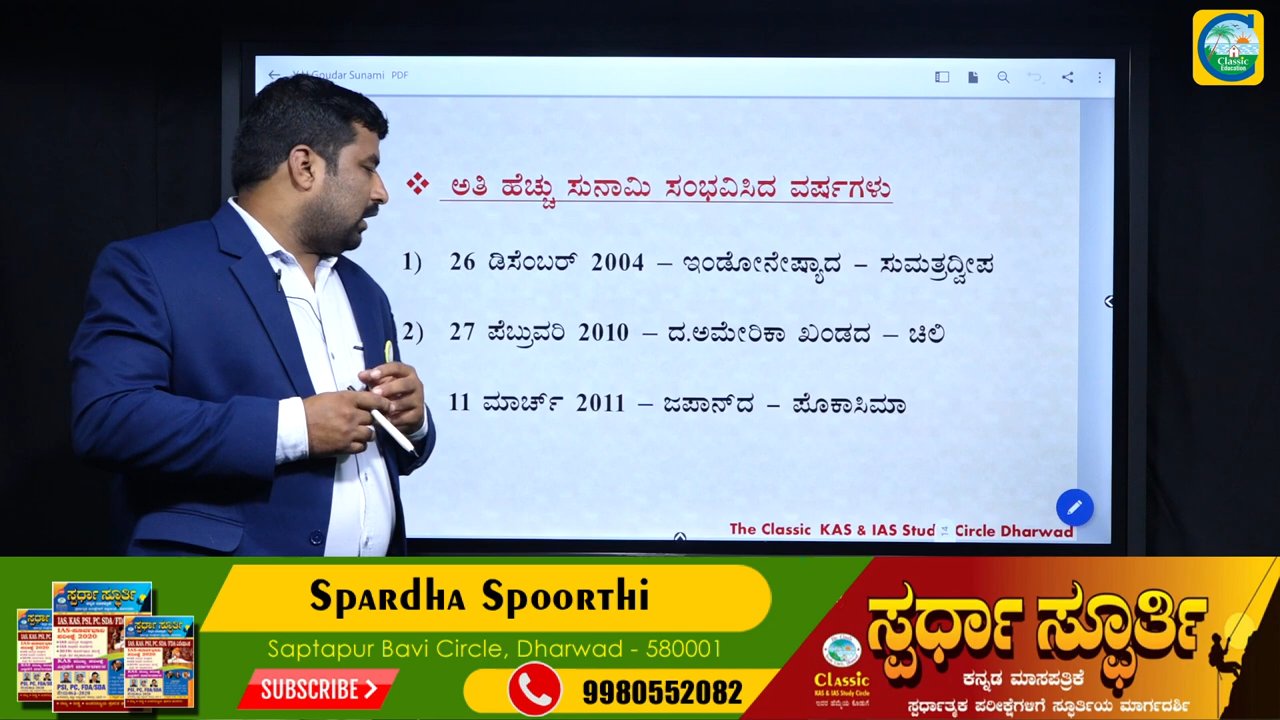 Goudar Sunami PDF
Classic
Education
❖ ಅತಿ ಹೆಚ್ಚು ಸುನಾಮಿ ಸಂಭವಿಸಿದ ವರ್ಷಗಳು
1) 26 ಡಿಸೆಂಬರ್ 2004 – ಇಂಡೋನೇಷ್ಯಾದ – ಸುಮತ್ರದ್ವೀಪ
2) 27 ಪೆಬ್ರುವರಿ 2010 – ದ.ಅಮೇರಿಕಾ ಖಂಡದ – ಚಿಲಿ
11 ಮಾರ್ಚ್ 2011 – ಜಪಾನ್‌ದ – ಪೊಕಾಸಿಮಾ
The Classic KAS & IAS Stud Circle Dharwad
ಸ್ಪರ್ಧಾ ಸ್ಫೂರ್ತಿ
Spardha Spoorthi
Saptapur Bavi Circle, Dharwad - 580001
SUBSCRIBE
9980552082
ಸ್ಪರ್ಧಾ ಸ್ಫೂರ್ತಿ
Classic
KAS & IAS Study Circle
ಕನ್ನಡ ಮಾಸಪತ್ರಿಕೆ
ಸ್ಪರ್ಧಾತ್ಮಕ ಪರೀಕ್ಷೆಗಳಿಗೆ ಸ್ಫೂರ್ತಿಯ ಮಾರ್ಗದರ್ಶಿ